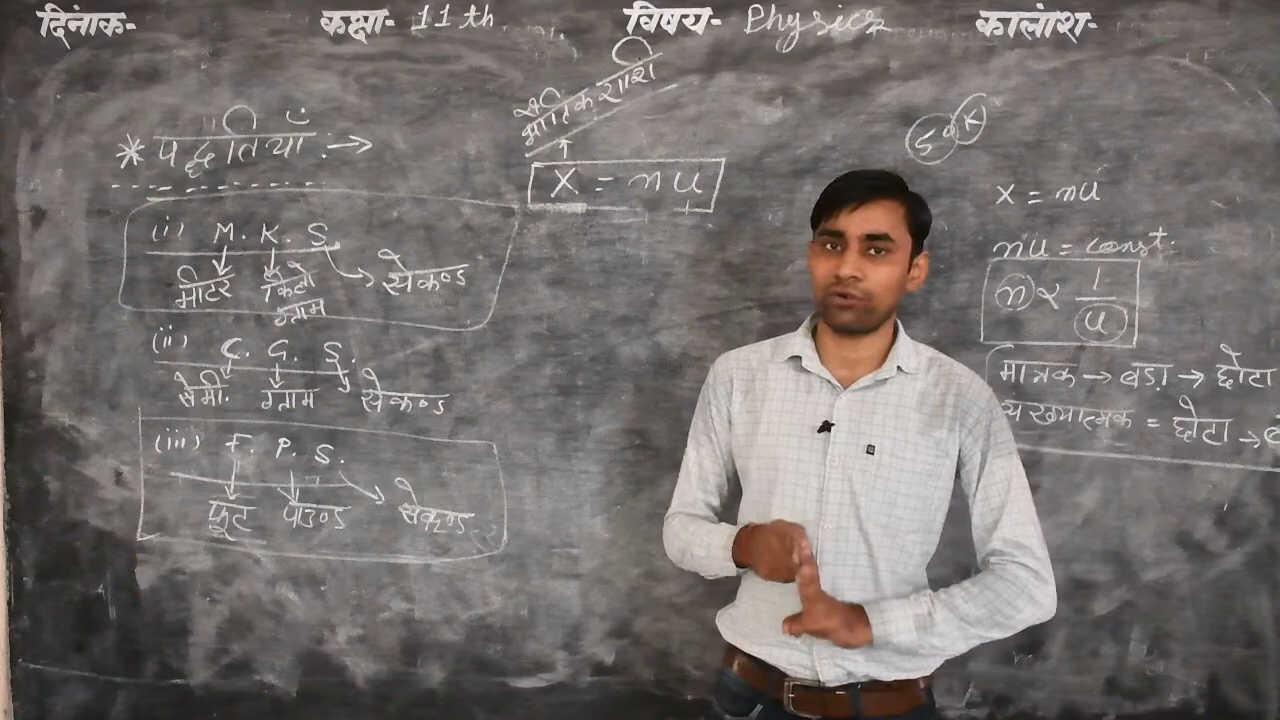 दिनांक- कक्षा- 11 th विषय- Physics कालांश-
* पद्धतियाँ :→
(i) M. K. S.
मीटर किलो ग्राम सेकण्ड
(ii) C. G. S.
सेमी. ग्राम सेकण्ड
(iii) F. P. S.
फूट पाउण्ड सेकण्ड
भौतिक राशि
X = nu
5 K
X = nu
nu = const.
n ∝ 1/u
मात्रक → बड़ा → छोटा
संख्यात्मक = छोटा →